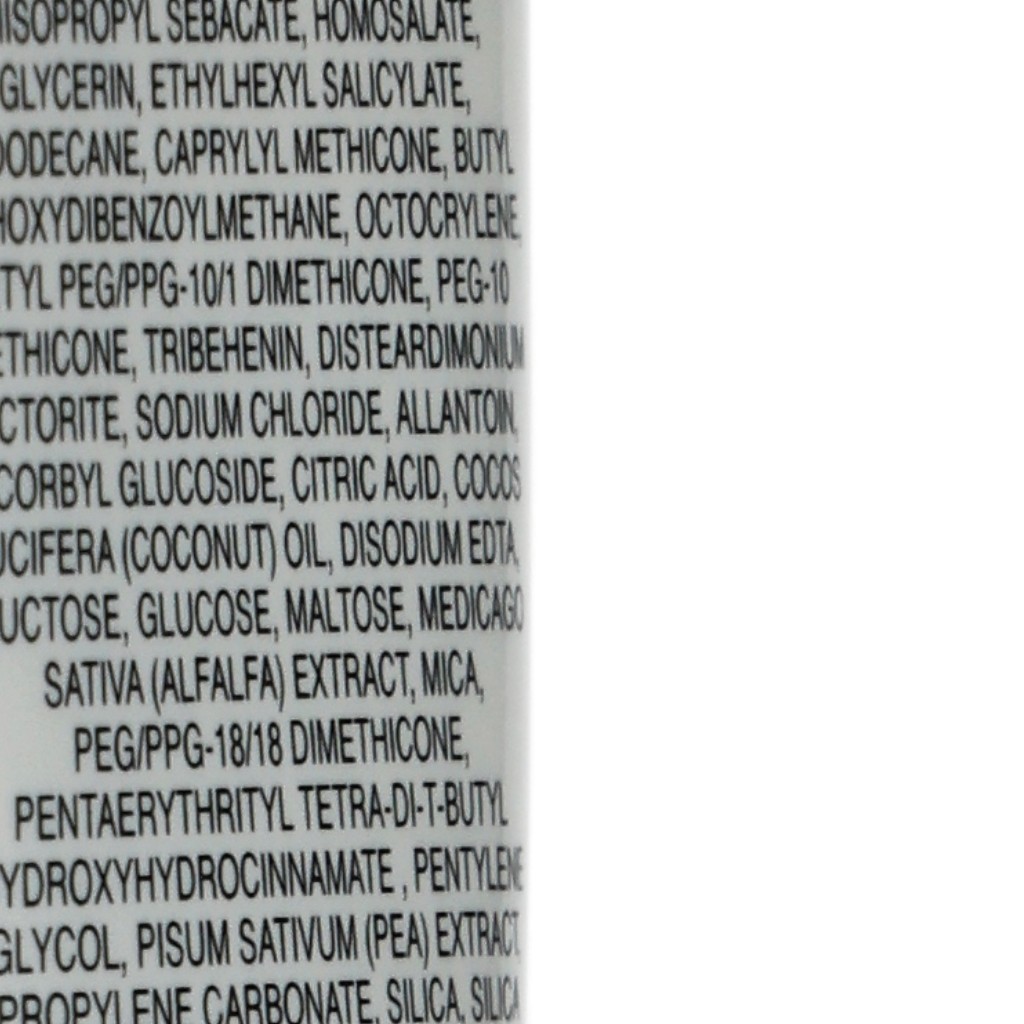 IISOPROPYL SEBACATE, HOMOSALATE,
GLYCERIN, ETHYLHEXYL SALICYLATE,
DODECANE, CAPRYLYL METHICONE, BUTYL
HOXYDIBENZOYLMETHANE, OCTOCRYLENE,
TYL PEG/PPG-10/1 DIMETHICONE, PEG-10
ETHICONE, TRIBEHENIN, DISTEARDIMONIUM
CTORITE, SODIUM CHLORIDE, ALLANTOIN,
CORBYL GLUCOSIDE, CITRIC ACID, COCOS
UCIFERA (COCONUT) OIL, DISODIUM EDTA,
UCTOSE, GLUCOSE, MALTOSE, MEDICAGO
SATIVA (ALFALFA) EXTRACT, MICA,
PEG/PPG-18/18 DIMETHICONE,
PENTAERYTHRITYL TETRA-DI-T-BUTYL
YDROXYHYDROCINNAMATE , PENTYLENE
GLYCOL, PISUM SATIVUM (PEA) EXTRACT,
PROPYLENE CARBONATE, SILICA, SILICA